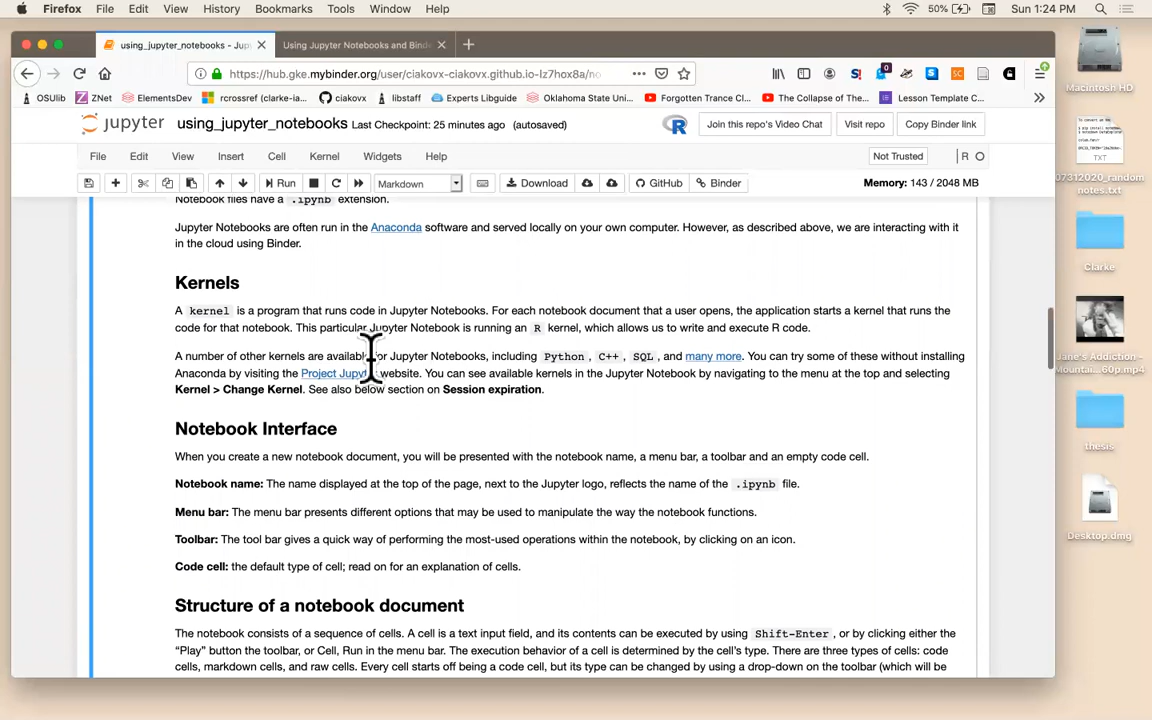 Firefox File Edit View History Bookmarks Tools Window Help 50% Sun 1:24 PM
using_jupyter_notebooks - Jup
Using Jupyter Notebooks and Binde
https://hub.gke.mybinder.org/user/ciakovx-ciakovx.github.io-lz7hox8a/no
OSUlib ZNet ElementsDev rcrossref (clarke-ia... ciakovx libstaff Experts Libguide Oklahoma State Uni... Forgotten Trance Cl... The Collapse of The... Lesson Template C...
jupyter using_jupyter_notebooks Last Checkpoint: 25 minutes ago (autosaved)
Join this repo's Video Chat Visit repo Copy Binder link
File Edit View Insert Cell Kernel Widgets Help Not Trusted R
Run Markdown Download GitHub Binder Memory: 143 / 2048 MB
Notebook files have a .ipynb extension.
Jupyter Notebooks are often run in the Anaconda software and served locally on your own computer. However, as described above, we are interacting with it
in the cloud using Binder.
Kernels
A kernel is a program that runs code in Jupyter Notebooks. For each notebook document that a user opens, the application starts a kernel that runs the
code for that notebook. This particular Jupyter Notebook is running an R kernel, which allows us to write and execute R code.
A number of other kernels are available for Jupyter Notebooks, including Python, C++, SQL, and many more. You can try some of these without installing
Anaconda by visiting the Project Jupyter website. You can see available kernels in the Jupyter Notebook by navigating to the menu at the top and selecting
Kernel > Change Kernel. See also below section on Session expiration.
Notebook Interface
When you create a new notebook document, you will be presented with the notebook name, a menu bar, a toolbar and an empty code cell.
Notebook name: The name displayed at the top of the page, next to the Jupyter logo, reflects the name of the .ipynb file.
Menu bar: The menu bar presents different options that may be used to manipulate the way the notebook functions.
Toolbar: The tool bar gives a quick way of performing the most-used operations within the notebook, by clicking on an icon.
Code cell: the default type of cell; read on for an explanation of cells.
Structure of a notebook document
The notebook consists of a sequence of cells. A cell is a text input field, and its contents can be executed by using Shift-Enter, or by clicking either the
“Play” button the toolbar, or Cell, Run in the menu bar. The execution behavior of a cell is determined by the cell's type. There are three types of cells: code
cells, markdown cells, and raw cells. Every cell starts off being a code cell, but its type can be changed by using a drop-down on the toolbar (which will be
Macintosh HD
TXT
07312020_random
notes.txt
Clarke
Jane's Addiction -
Mountain...60p.mp4
thesis
Desktop.dmg